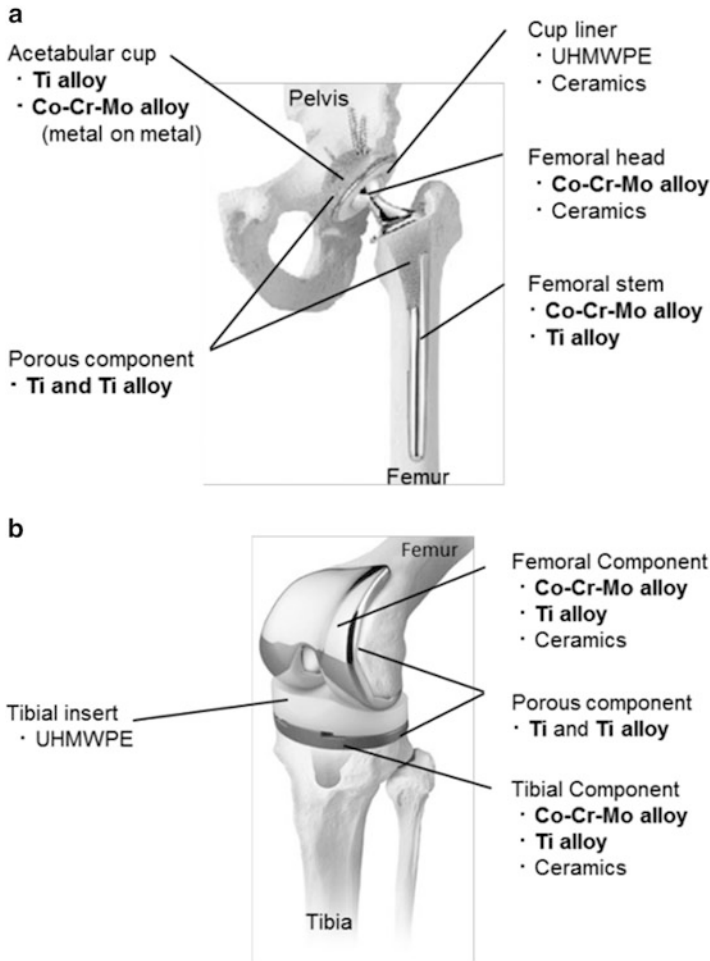 a
Acetabular cup
· Ti alloy
· Co-Cr-Mo alloy
(metal on metal)
Pelvis
Cup liner
· UHMWPE
· Ceramics
Femoral head
· Co-Cr-Mo alloy
· Ceramics
Femoral stem
· Co-Cr-Mo alloy
· Ti alloy
Porous component
· Ti and Ti alloy
Femur
b
Femur
Femoral Component
· Co-Cr-Mo alloy
· Ti alloy
· Ceramics
Tibial insert
· UHMWPE
Porous component
· Ti and Ti alloy
Tibial Component
· Co-Cr-Mo alloy
· Ti alloy
· Ceramics
Tibia